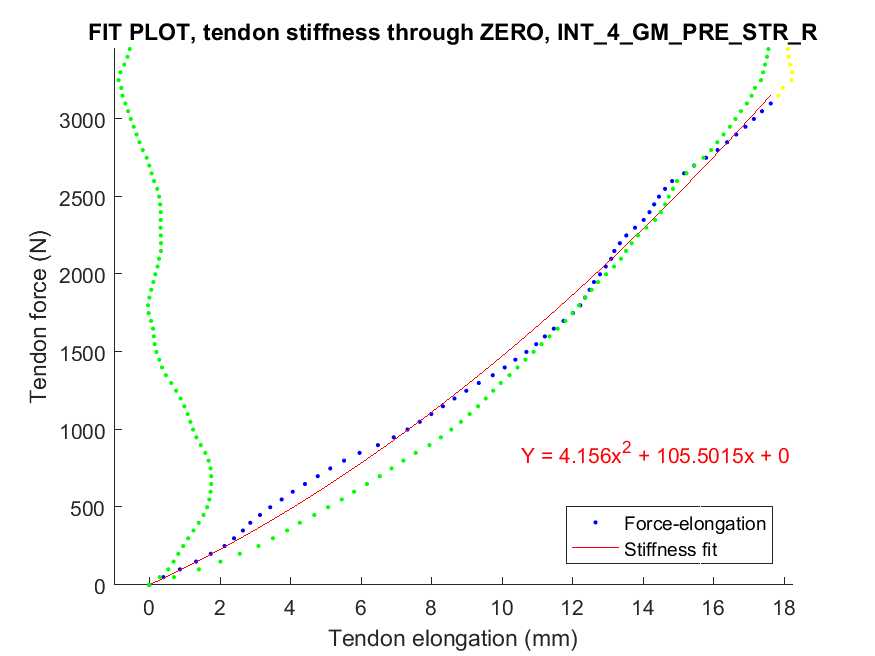 FIT PLOT, tendon stiffness through ZERO, INT_4_GM_PRE_STR_R
3000
2500
2000
1500
1000
500
0
Tendon force (N)
Y = 4.156x² + 105.5015x + 0
Force-elongation
Stiffness fit
0 2 4 6 8 10 12 14 16 18
Tendon elongation (mm)